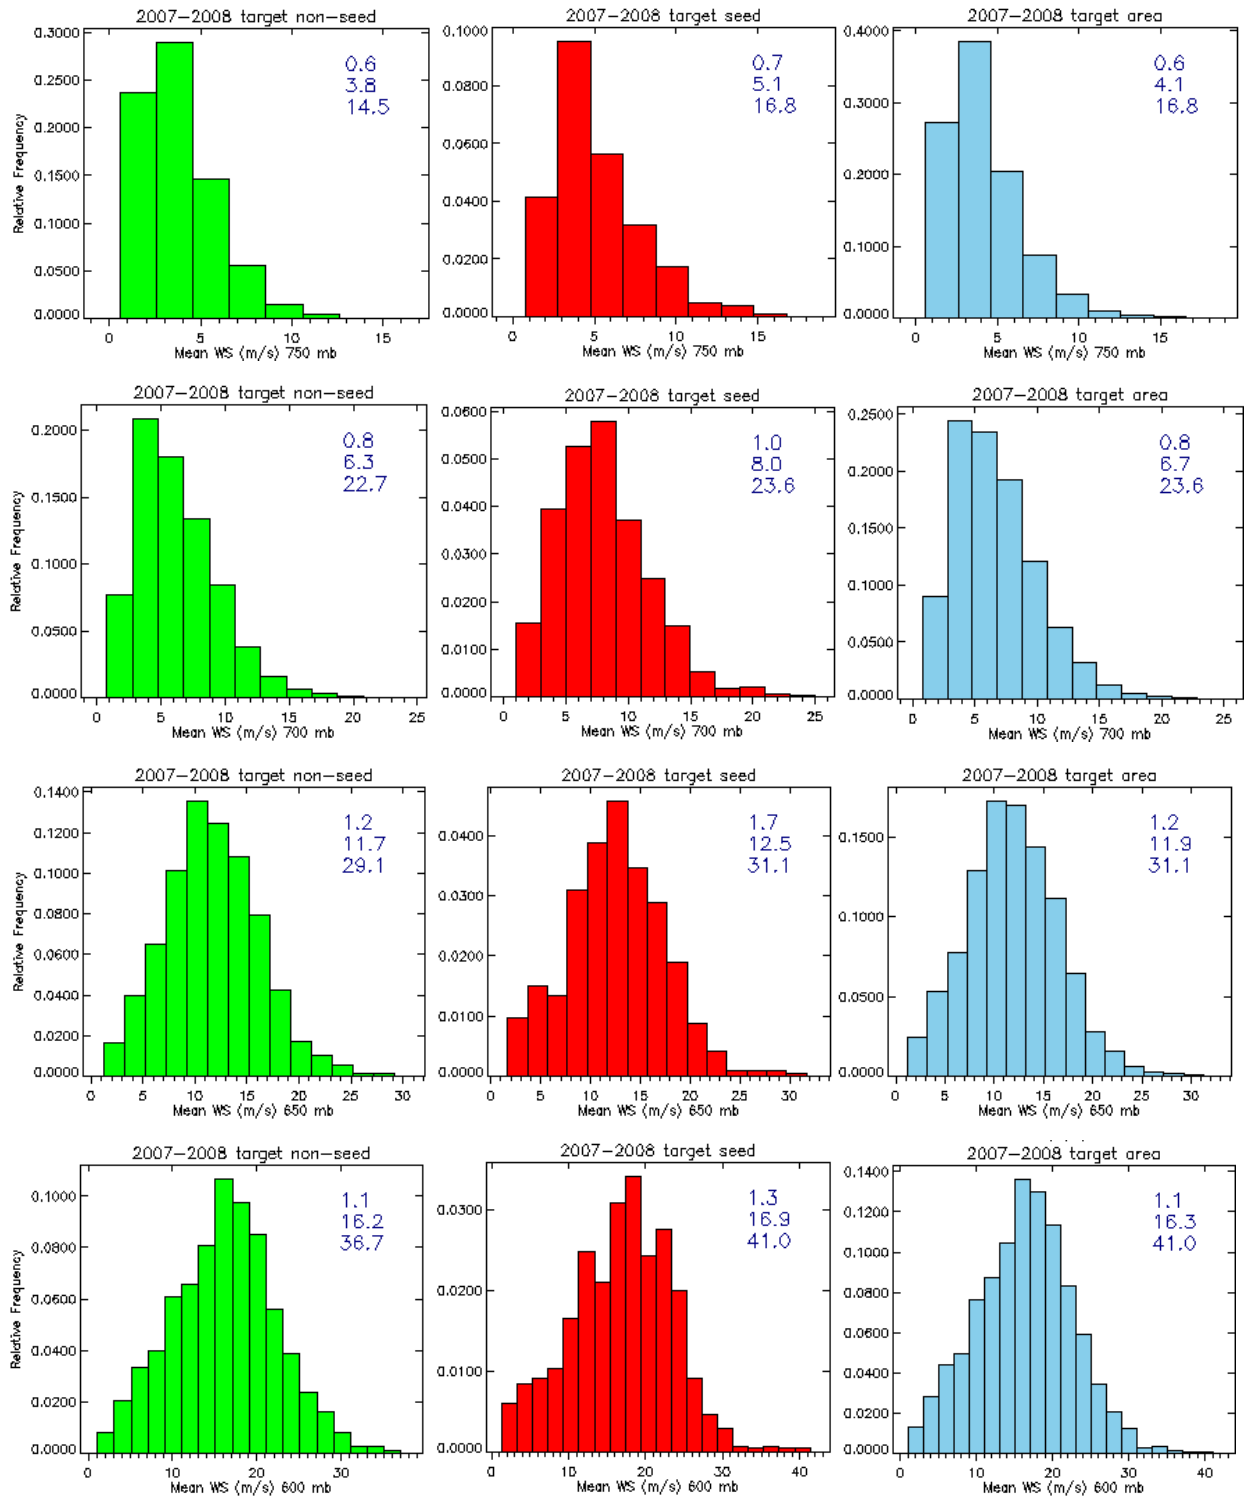 2007-2008 target non-seed
0.3000
0.2500
0.2000
0.1500
0.1000
0.0500
0.0000
Relative Frequency
0.6
3.8
14.5
0 5 10 15
Mean WS (m/s) 750 mb
2007-2008 target seed
0.1000
0.0800
0.0600
0.0400
0.0200
0.0000
0.7
5.1
16.8
0 5 10 15
Mean WS (m/s) 750 mb
2007-2008 target area
0.4000
0.3000
0.2000
0.1000
0.0000
0.6
4.1
16.8
0 5 10 15
Mean WS (m/s) 750 mb
2007-2008 target non-seed
0.2000
0.1500
0.1000
0.0500
0.0000
Relative Frequency
0.8
6.3
22.7
0 5 10 15 20 25
Mean WS (m/s) 700 mb
2007-2008 target seed
0.0600
0.0500
0.0400
0.0300
0.0200
0.0100
0.0000
1.0
8.0
23.6
0 5 10 15 20 25
Mean WS (m/s) 700 mb
2007-2008 target area
0.2500
0.2000
0.1500
0.1000
0.0500
0.0000
0.8
6.7
23.6
0 5 10 15 20 25
Mean WS (m/s) 700 mb
2007-2008 target non-seed
0.1400
0.1200
0.1000
0.0800
0.0600
0.0400
0.0200
0.0000
Relative Frequency
1.2
11.7
29.1
0 5 10 15 20 25 30
Mean WS (m/s) 650 mb
2007-2008 target seed
0.0400
0.0300
0.0200
0.0100
0.0000
1.7
12.5
31.1
0 5 10 15 20 25 30
Mean WS (m/s) 650 mb
2007-2008 target area
0.1500
0.1000
0.0500
0.0000
1.2
11.9
31.1
0 5 10 15 20 25 30
Mean WS (m/s) 650 mb
2007-2008 target non-seed
0.1000
0.0800
0.0600
0.0400
0.0200
0.0000
Relative Frequency
1.1
16.2
36.7
0 10 20 30
Mean WS (m/s) 600 mb
2007-2008 target seed
0.0300
0.0200
0.0100
0.0000
1.3
16.9
41.0
0 10 20 30 40
Mean WS (m/s) 600 mb
2007-2008 target area
0.1400
0.1200
0.1000
0.0800
0.0600
0.0400
0.0200
0.0000
1.1
16.3
41.0
0 10 20 30 40
Mean WS (m/s) 600 mb